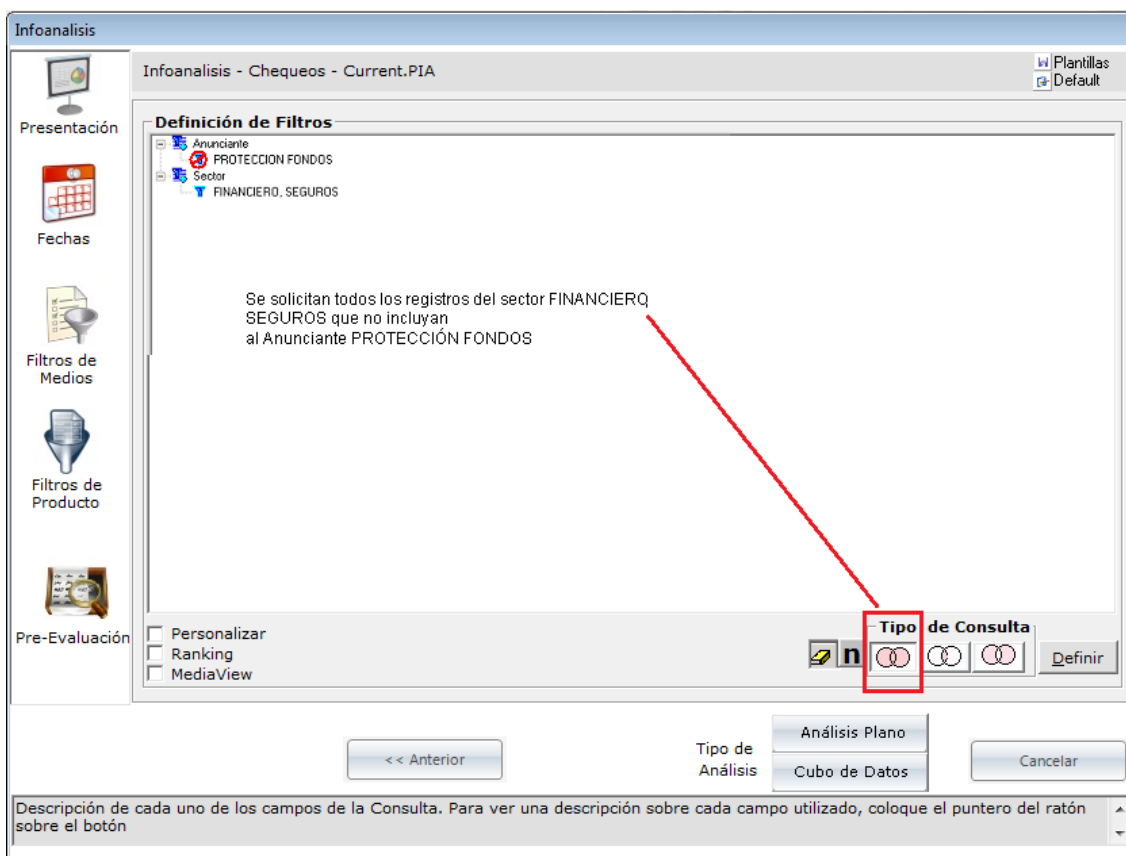 Infoanalisis
Presentación
Fechas
Filtros de
Medios
Filtros de
Producto
Pre-Evaluación
Infoanalisis - Chequeos - Current.PIA
Plantillas
Default
Definición de Filtros
Anunciante
PROTECCION FONDOS
Sector
FINANCIERO, SEGUROS
Se solicitan todos los registros del sector FINANCIERO,
SEGUROS que no incluyan
al Anunciante PROTECCIÓN FONDOS
Personalizar
Ranking
MediaView
n
Tipo de Consulta
Definir
<< Anterior
Tipo de
Análisis
Análisis Plano
Cubo de Datos
Cancelar
Descripción de cada uno de los campos de la Consulta. Para ver una descripción sobre cada campo utilizado, coloque el puntero del ratón
sobre el botón